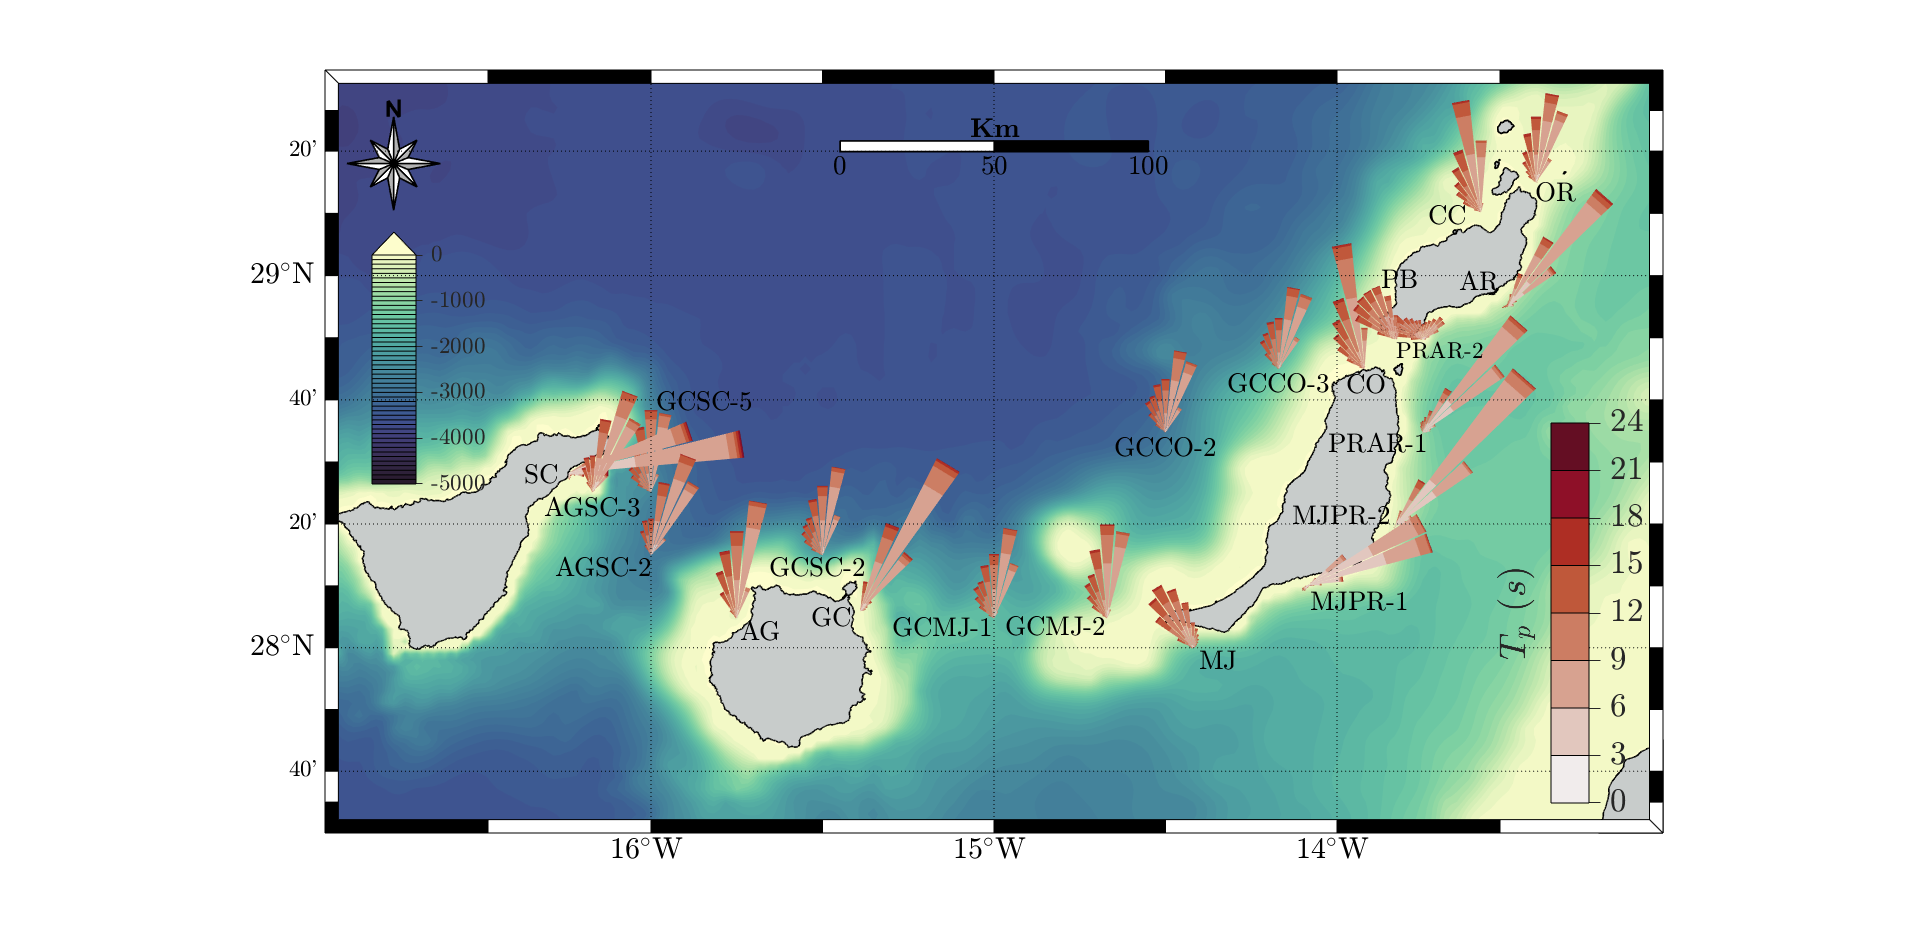 N
Km
0 50 100
20'
29°N
40'
20'
28°N
40'
0
-1000
-2000
-3000
-4000
-5000
OR
CC
PB
AR
PRAR-2
GCCO-3
CO
GCSC-5
GCCO-2
PRAR-1
SC
AGSC-3
MJPR-2
AGSC-2
GCSC-2
MJPR-1
GC
AG
GCMJ-1
GCMJ-2
MJ
24
21
18
15
12
9
6
3
0
Tp (s)
16°W
15°W
14°W